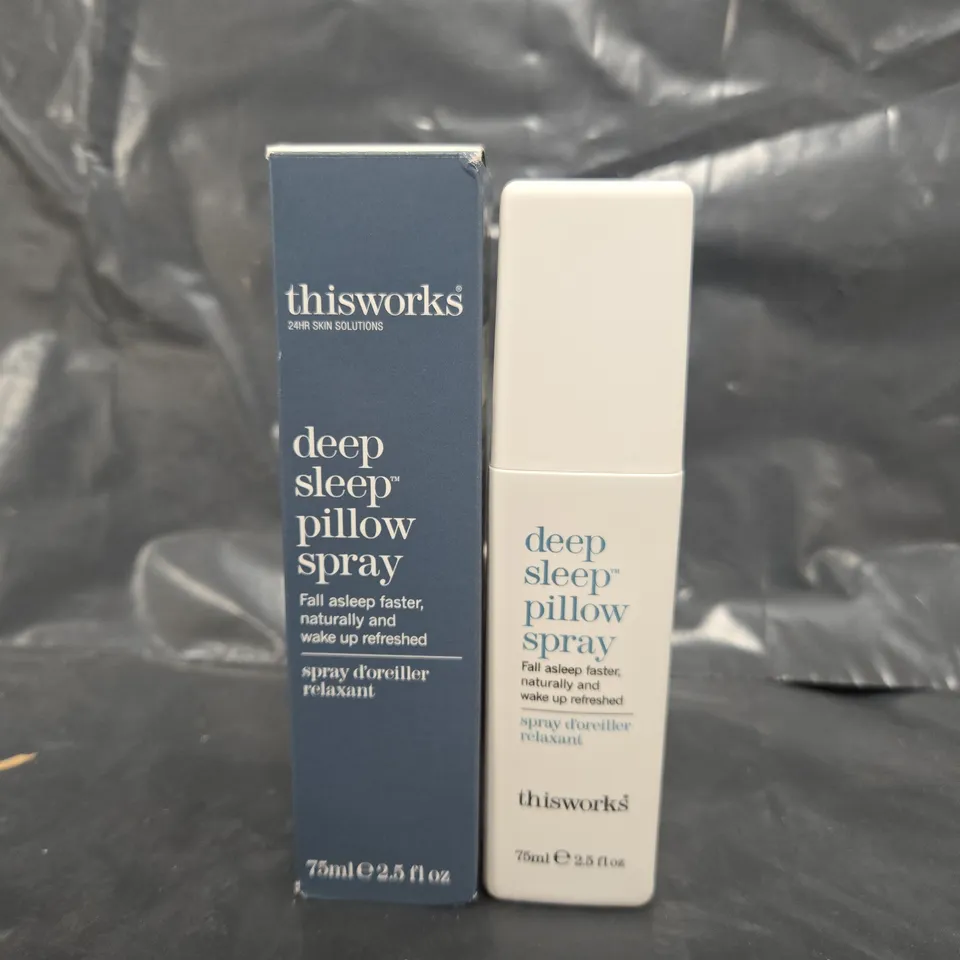 thisworks®
24HR SKIN SOLUTIONS
deep
sleep™
pillow
spray
Fall asleep faster,
naturally and
wake up refreshed
spray d'oreiller
relaxant
75ml ℮ 2.5 fl oz
deep
sleep™
pillow
spray
Fall asleep faster,
naturally and
wake up refreshed
spray d'oreiller
relaxant
thisworks®
75ml ℮ 2.5 fl oz